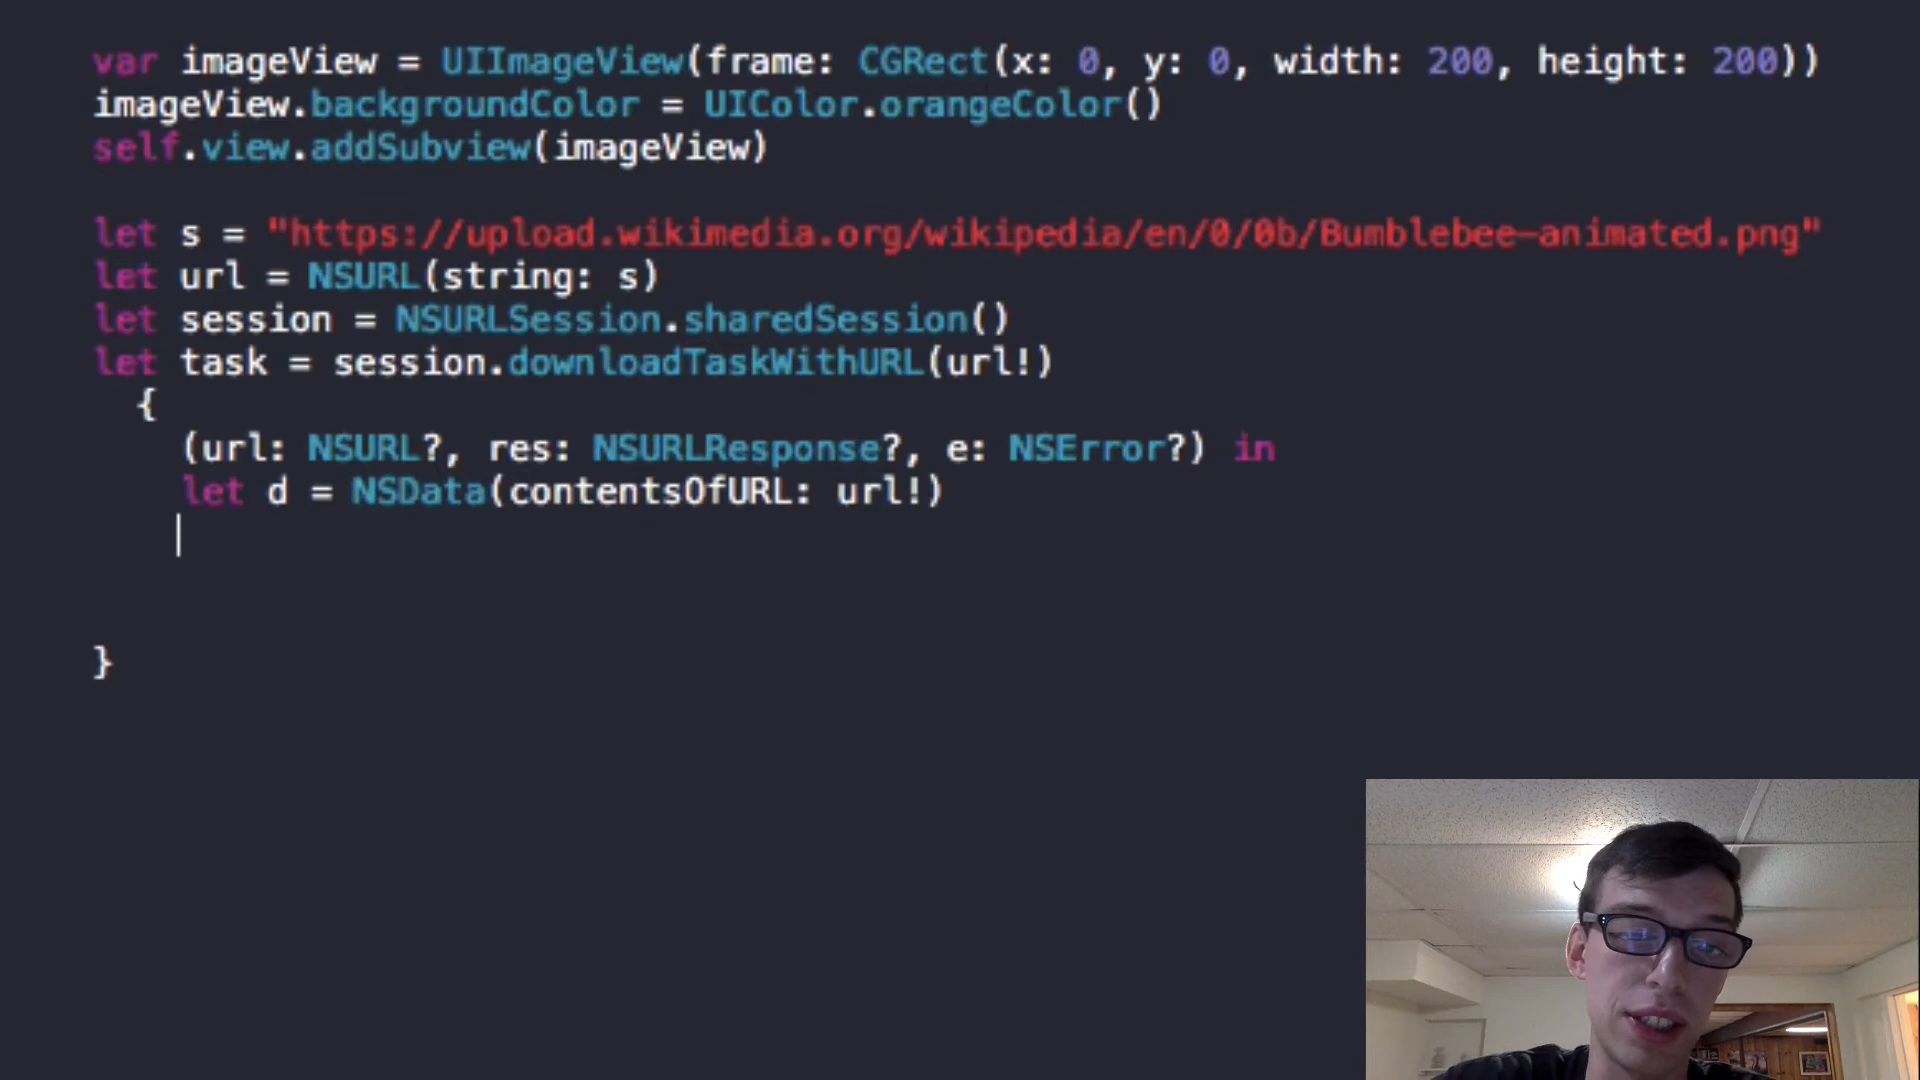 var imageView = UIImageView(frame: CGRect(x: 0, y: 0, width: 200, height: 200))
imageView.backgroundColor = UIColor.orangeColor()
self.view.addSubview(imageView)
let s = "https://upload.wikimedia.org/wikipedia/en/0/0b/Bumblebee-animated.png"
let url = NSURL(string: s)
let session = NSURLSession.sharedSession()
let task = session.downloadTaskWithURL(url!)
{
(url: NSURL?, res: NSURLResponse?, e: NSError?) in
let d = NSData(contentsOfURL: url!)
}